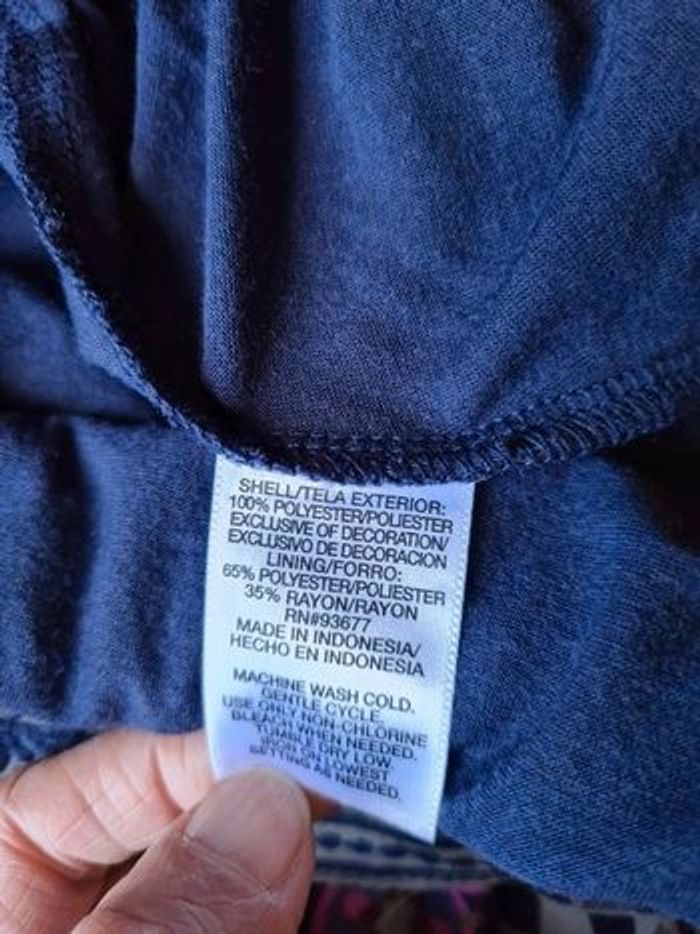 SHELL/TELA EXTERIOR:
100% POLYESTER/POLIESTER
EXCLUSIVE OF DECORATION/
EXCLUSIVO DE DECORACION
LINING/FORRO:
65% POLYESTER/POLIESTER
35% RAYON/RAYON
RN#93677
MADE IN INDONESIA/
HECHO EN INDONESIA
MACHINE WASH COLD.
GENTLE CYCLE.
USE ONLY NON-CHLORINE
BLEACH WHEN NEEDED.
TUMBLE DRY LOW.
IRON ON LOWEST
SETTING AS NEEDED.